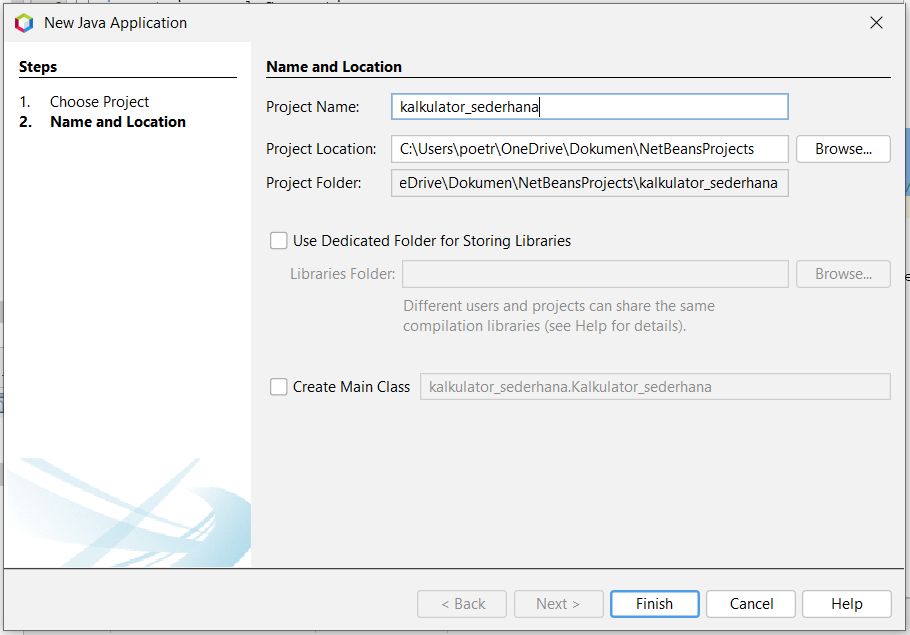 New Java Application
Steps
1. Choose Project
2. Name and Location
Name and Location
Project Name: kalkulator_sederhana
Project Location: C:\Users\poetr\OneDrive\Dokumen\NetBeansProjects Browse...
Project Folder: eDrive\Dokumen\NetBeansProjects\kalkulator_sederhana
Use Dedicated Folder for Storing Libraries
Libraries Folder: Browse...
Different users and projects can share the same
compilation libraries (see Help for details).
Create Main Class kalkulator_sederhana.Kalkulator_sederhana
< Back Next > Finish Cancel Help